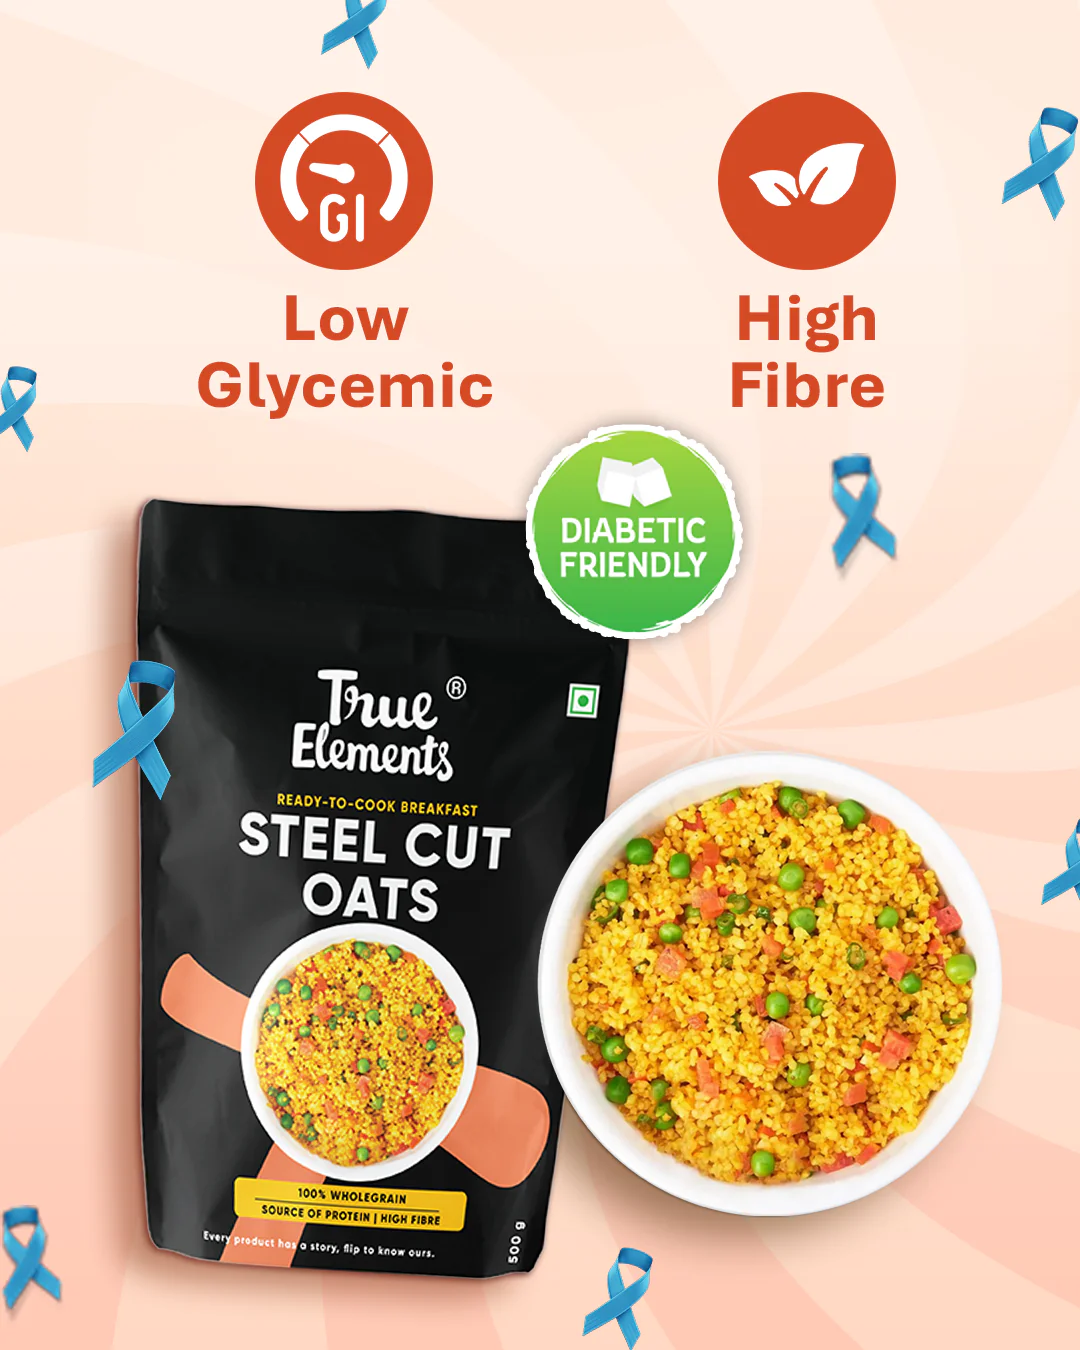 GI
Low
Glycemic
High
Fibre
DIABETIC
FRIENDLY
True ®
Elements
READY-TO-COOK BREAKFAST
STEEL CUT
OATS
100% WHOLEGRAIN
SOURCE OF PROTEIN | HIGH FIBRE
Every product has a story, flip to know ours.
500 g